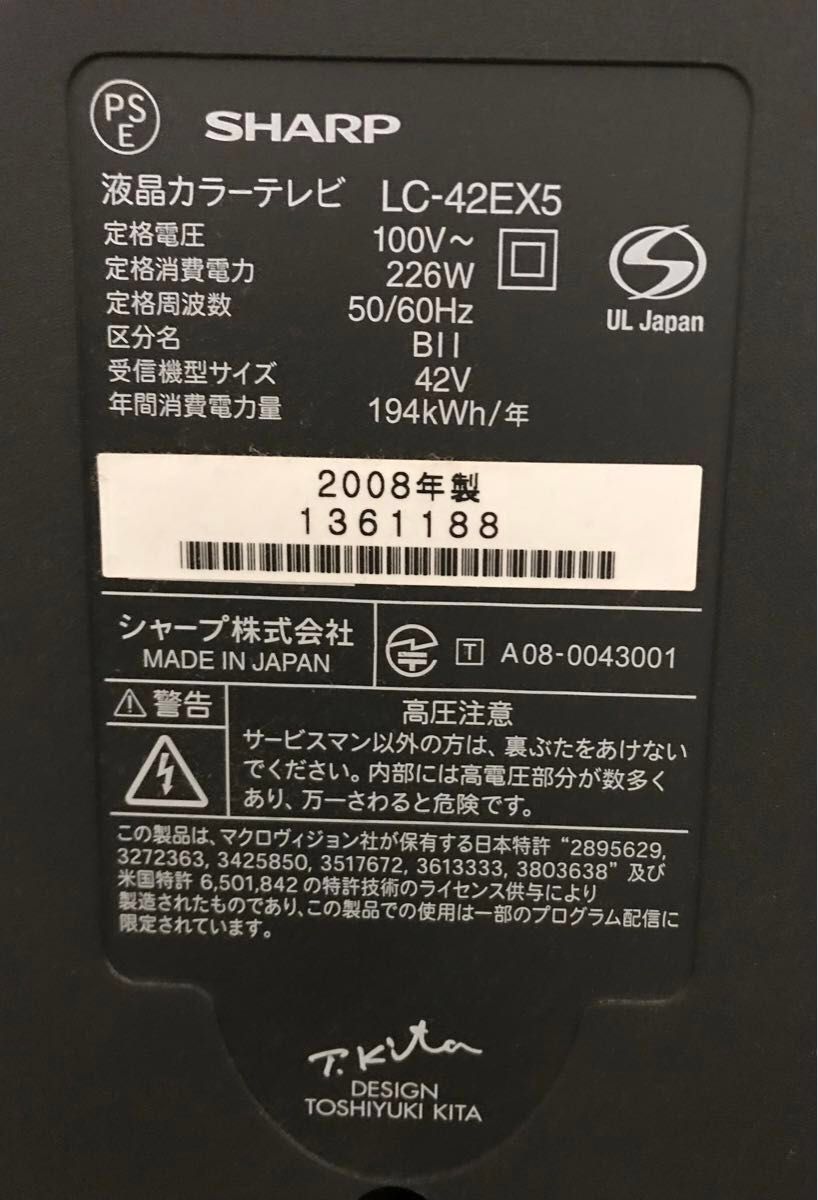 PS
E
SHARP
液晶カラーテレビ LC-42EX5
定格電圧 100V~
定格消費電力 226W
定格周波数 50/60Hz
区分名 BII
受信機型サイズ 42V
年間消費電力量 194kWh/年
UL Japan
2008年製
1361188
シャープ株式会社
MADE IN JAPAN
T A08-0043001
警告
高圧注意
サービスマン以外の方は、裏ぶたをあけない
でください。内部には高電圧部分が数多く
あり、万一さわると危険です。
この製品は、マクロヴィジョン社が保有する日本特許 “2895629,
3272363, 3425850, 3517672, 3613333, 3803638” 及び
米国特許 6,501,842 の特許技術のライセンス供与により
製造されたものであり、この製品での使用は一部のプログラム配信に
限定されています。
T. Kita
DESIGN
TOSHIYUKI KITA